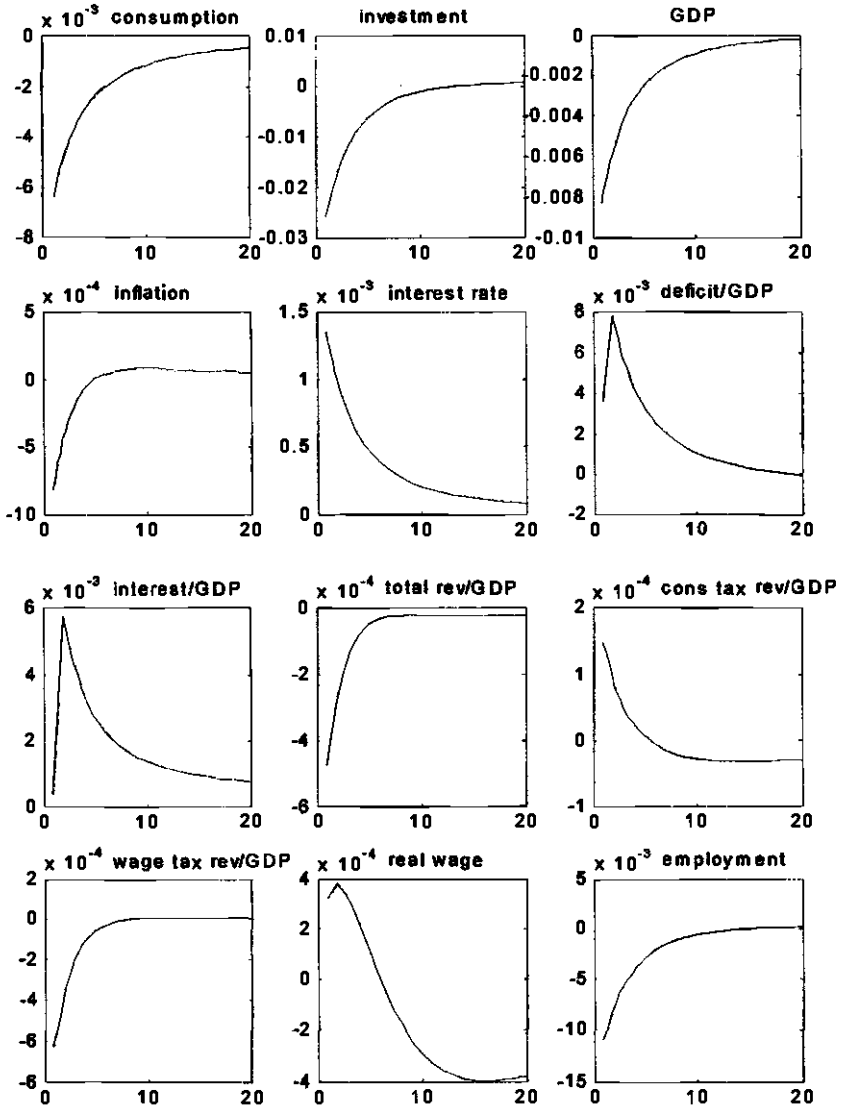 × 10⁻³ consumption
0
-2
-4
-6
-8
0 10 20
investment
0.01
0
-0.01
-0.02
-0.03
0 10 20
GDP
0
-0.002
-0.004
-0.006
-0.008
-0.01
0 10 20
× 10⁻⁴ inflation
5
0
-5
-10
0 10 20
× 10⁻³ interest rate
1.5
1
0.5
0
0 10 20
× 10⁻³ deficit/GDP
8
6
4
2
0
-2
0 10 20
× 10⁻³ interest/GDP
6
4
2
0
0 10 20
× 10⁻⁴ total rev/GDP
0
-2
-4
-6
0 10 20
× 10⁻⁴ cons tax rev/GDP
2
1
0
-1
0 10 20
× 10⁻⁴ wage tax rev/GDP
2
0
-2
-4
-6
-8
0 10 20
× 10⁻⁴ real wage
4
2
0
-2
-4
0 10 20
× 10⁻³ employment
5
0
-5
-10
-15
0 10 20